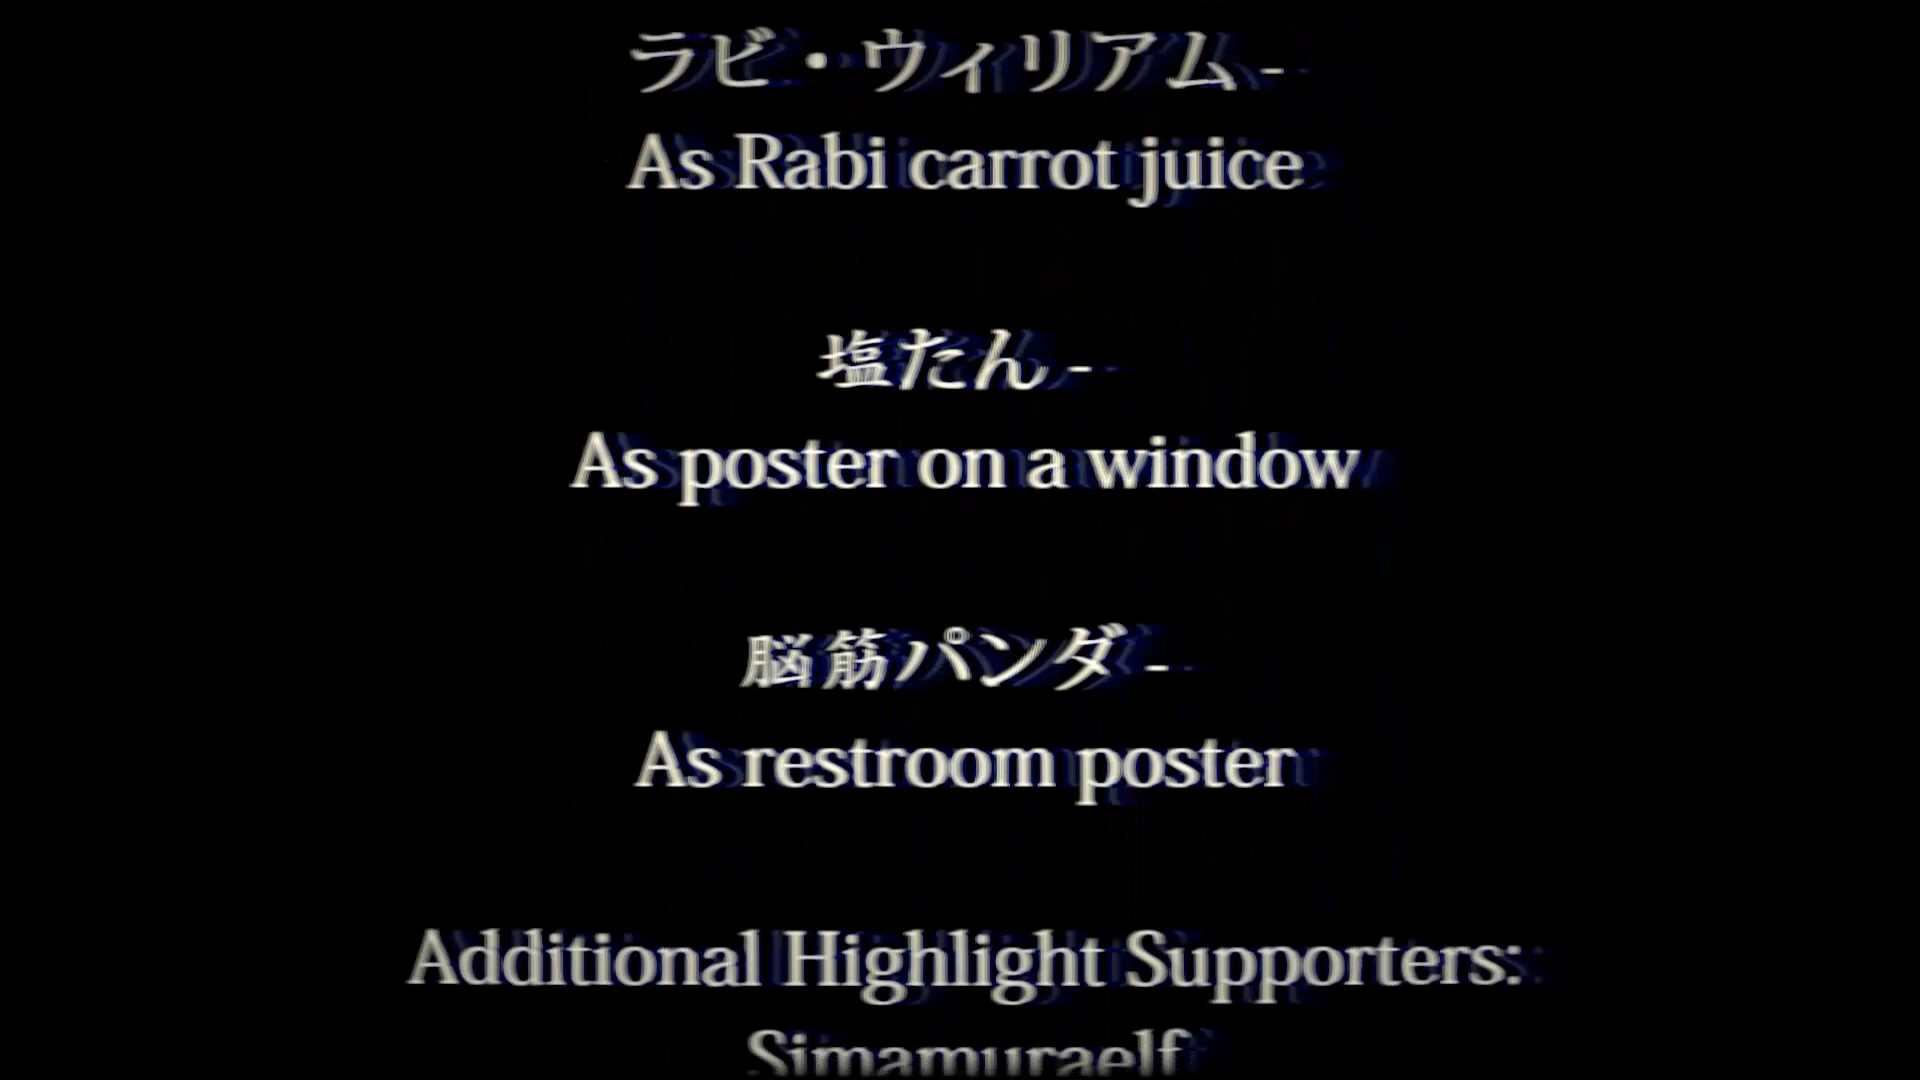 ラビ・ウィリアム -
As Rabi carrot juice
塩たん -
As poster on a window
脳筋パンダ -
As restroom poster
Additional Highlight Supporters:
Simamuraelf